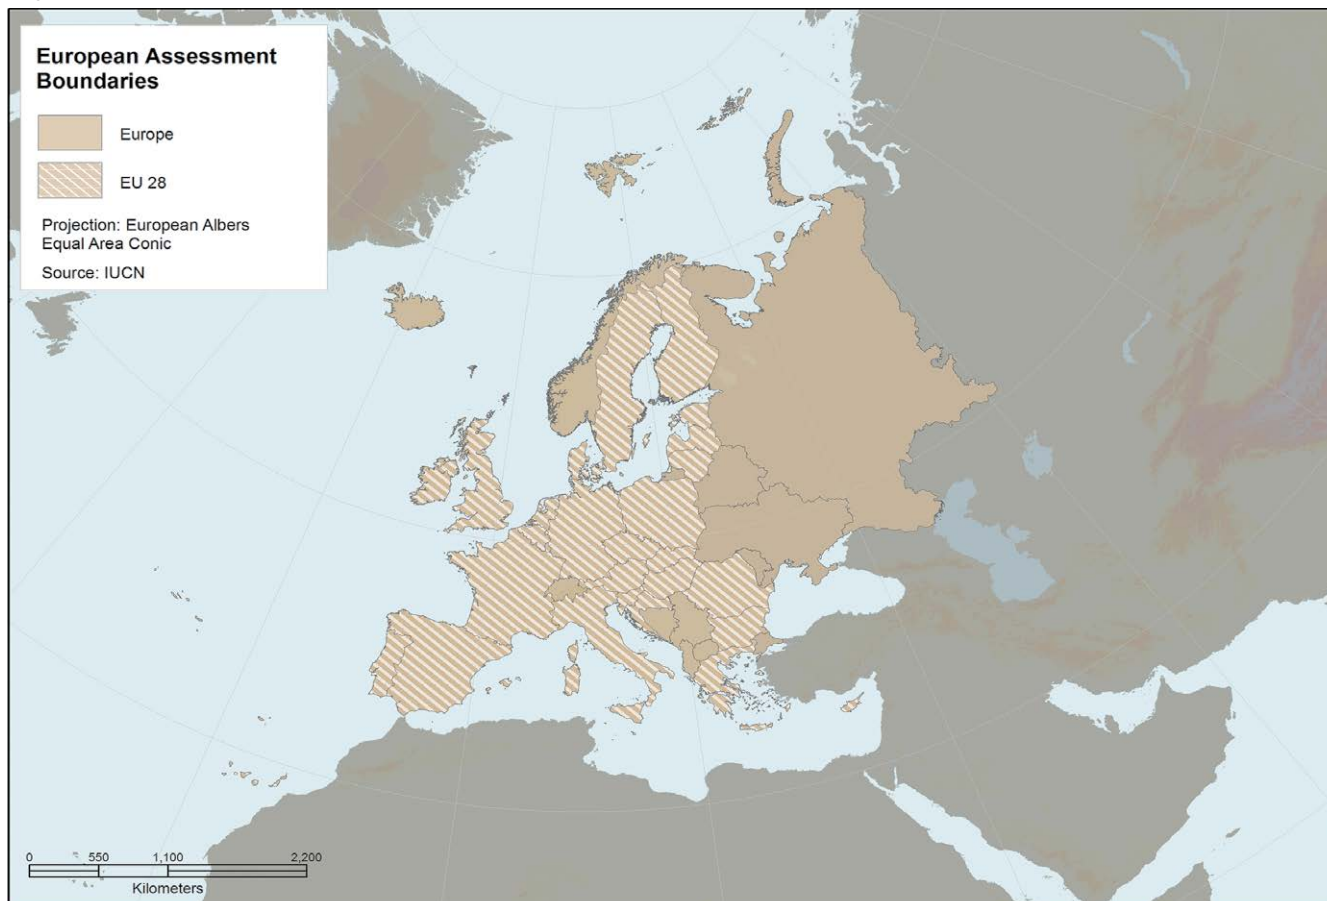 European Assessment
Boundaries
Europe
EU 28
Projection: European Albers
Equal Area Conic
Source: IUCN
0 550 1,100 2,200
Kilometers